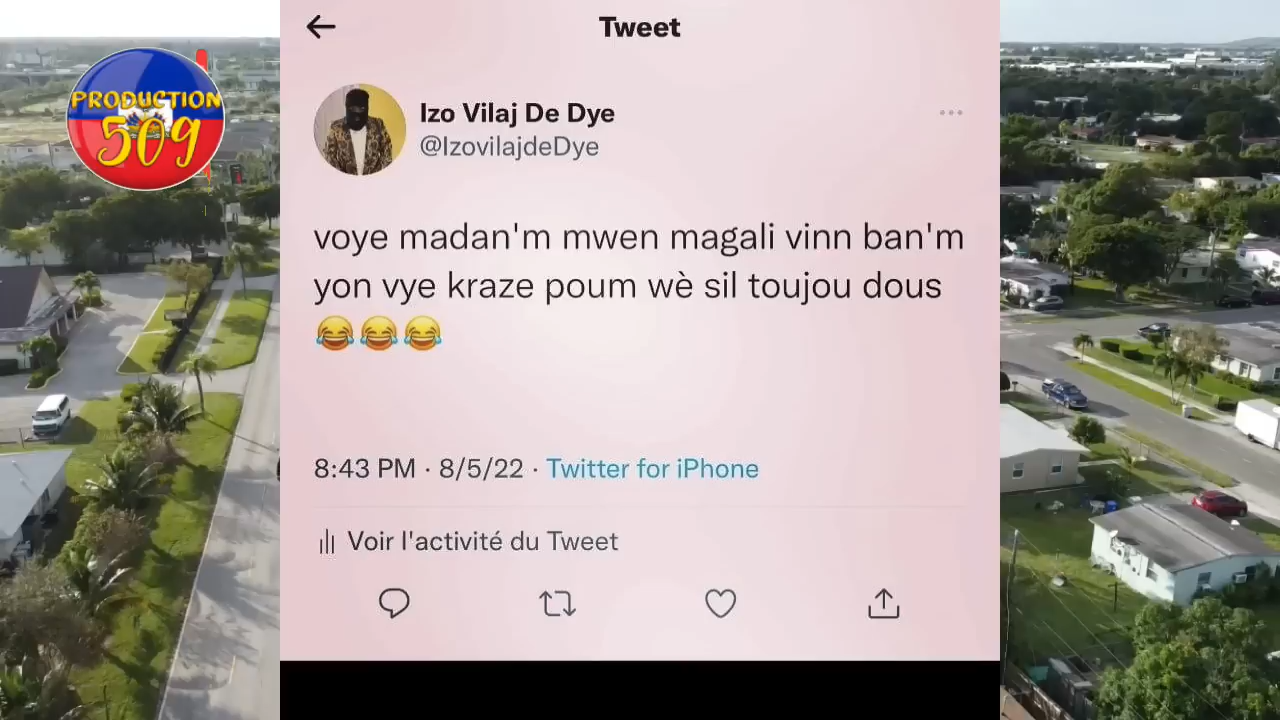 Tweet
PRODUCTION
509
Izo Vilaj De Dye
@IzovilajdeDye
voye madan'm mwen magali vinn ban'm
yon vye kraze poum wè sil toujou dous
😂😂😂
8:43 PM · 8/5/22 · Twitter for iPhone
Voir l'activité du Tweet